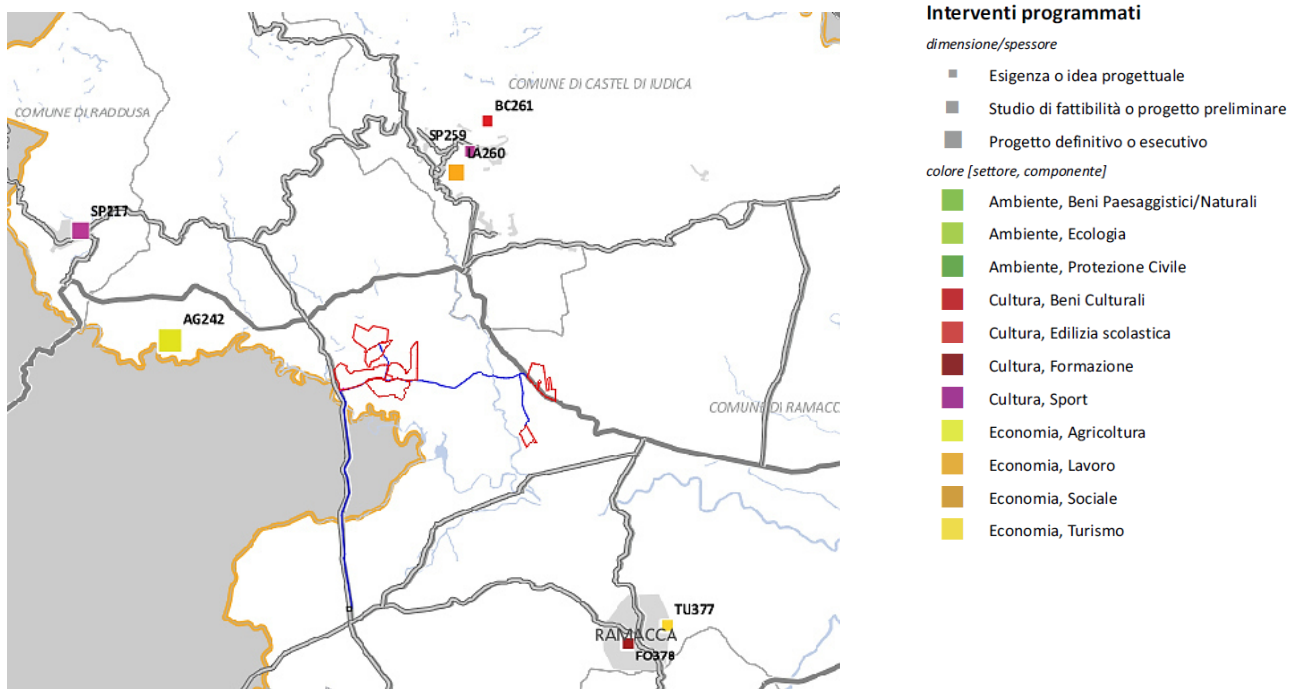 COMUNE DI CASTEL DI IUDICA
COMUNE DI RADDUSA
BC261
SP259
LA260
SP217
AG242
COMUNE DI RAMACC
TU377
RAMACCA
FO378
Interventi programmati
dimensione/spessore
Esigenza o idea progettuale
Studio di fattibilità o progetto preliminare
Progetto definitivo o esecutivo
colore [settore, componente]
Ambiente, Beni Paesaggistici/Naturali
Ambiente, Ecologia
Ambiente, Protezione Civile
Cultura, Beni Culturali
Cultura, Edilizia scolastica
Cultura, Formazione
Cultura, Sport
Economia, Agricoltura
Economia, Lavoro
Economia, Sociale
Economia, Turismo